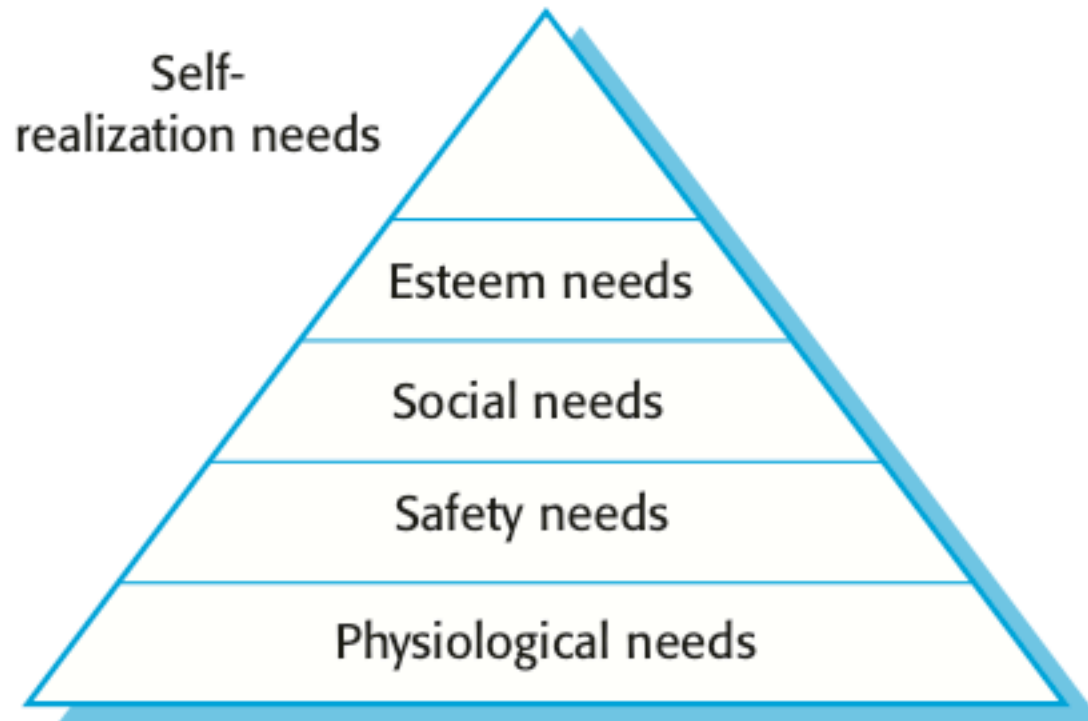 Self-
realization needs
Esteem needs
Social needs
Safety needs
Physiological needs